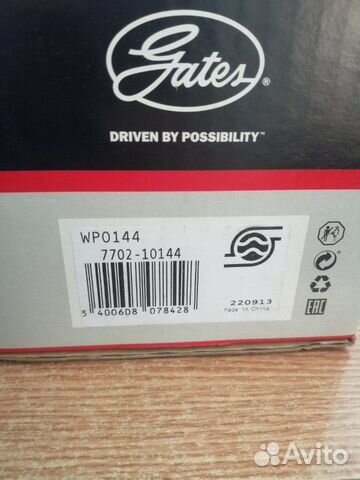 Gates®
DRIVEN BY POSSIBILITY™
WP0144
7702-10144
5 400608 078428
220913
Made in China
EAC
Avito